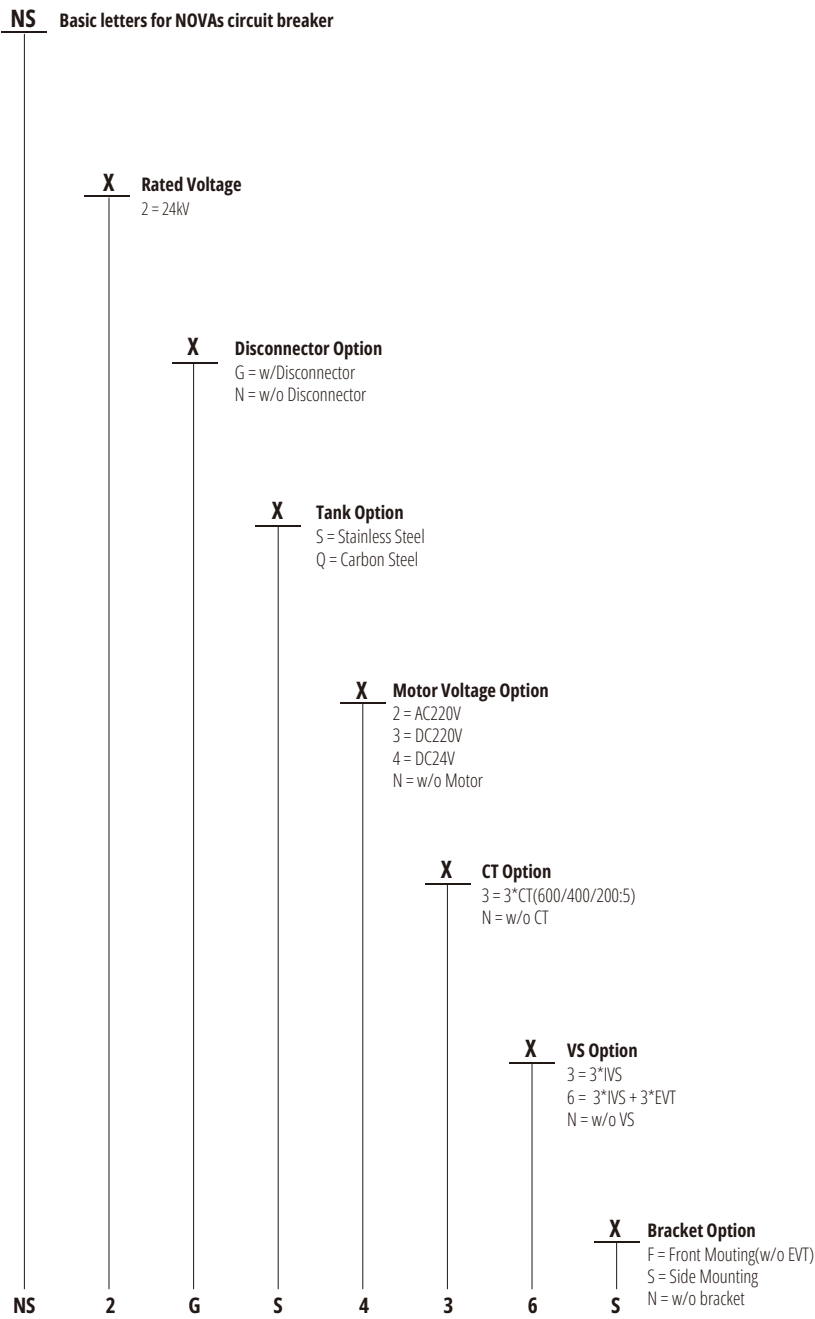 NS Basic letters for NOVAs circuit breaker
X Rated Voltage
2 = 24kV
X Disconnector Option
G = w/Disconnector
N = w/o Disconnector
X Tank Option
S = Stainless Steel
Q = Carbon Steel
X Motor Voltage Option
2 = AC220V
3 = DC220V
4 = DC24V
N = w/o Motor
X CT Option
3 = 3*CT(600/400/200:5)
N = w/o CT
X VS Option
3 = 3*IVS
6 = 3*IVS + 3*EVT
N = w/o VS
X Bracket Option
F = Front Mouting(w/o EVT)
S = Side Mounting
N = w/o bracket
NS 2 G S 4 3 6 S